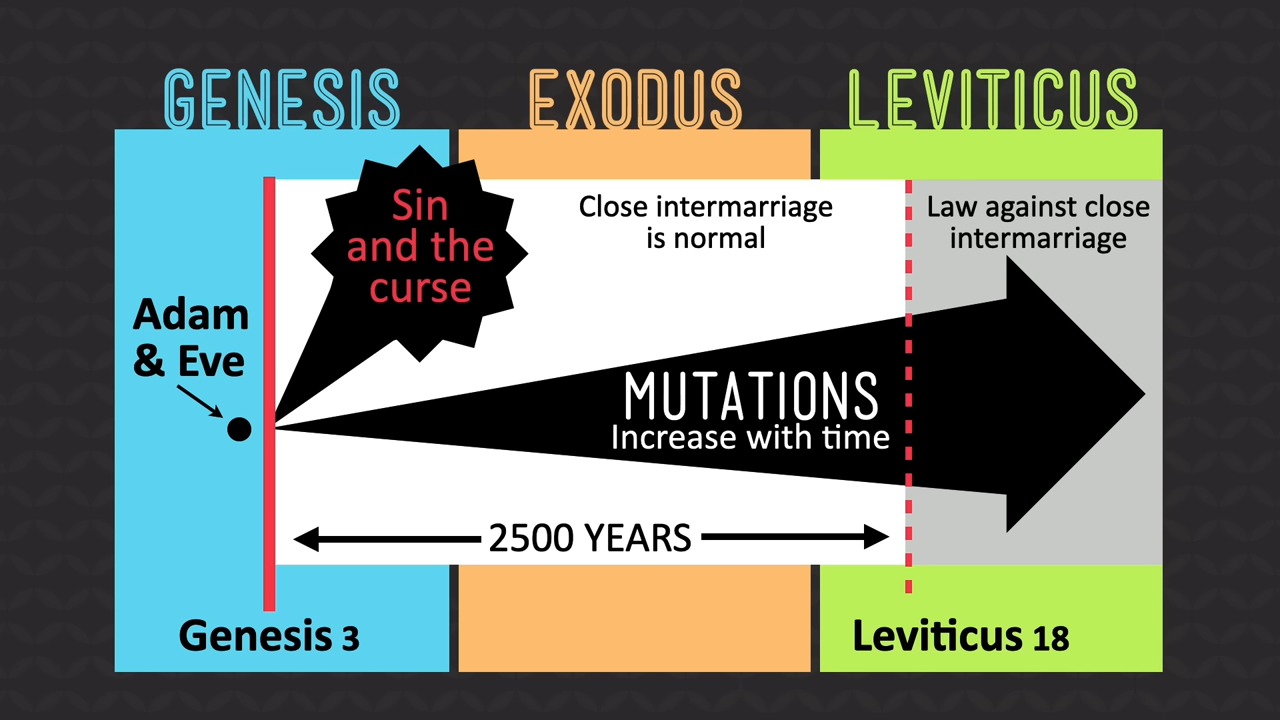 GENESIS
EXODUS
LEVITICUS
Sin
and the
curse
Close intermarriage
is normal
Law against close
intermarriage
Adam
& Eve
MUTATIONS
Increase with time
2500 YEARS
Genesis 3
Leviticus 18